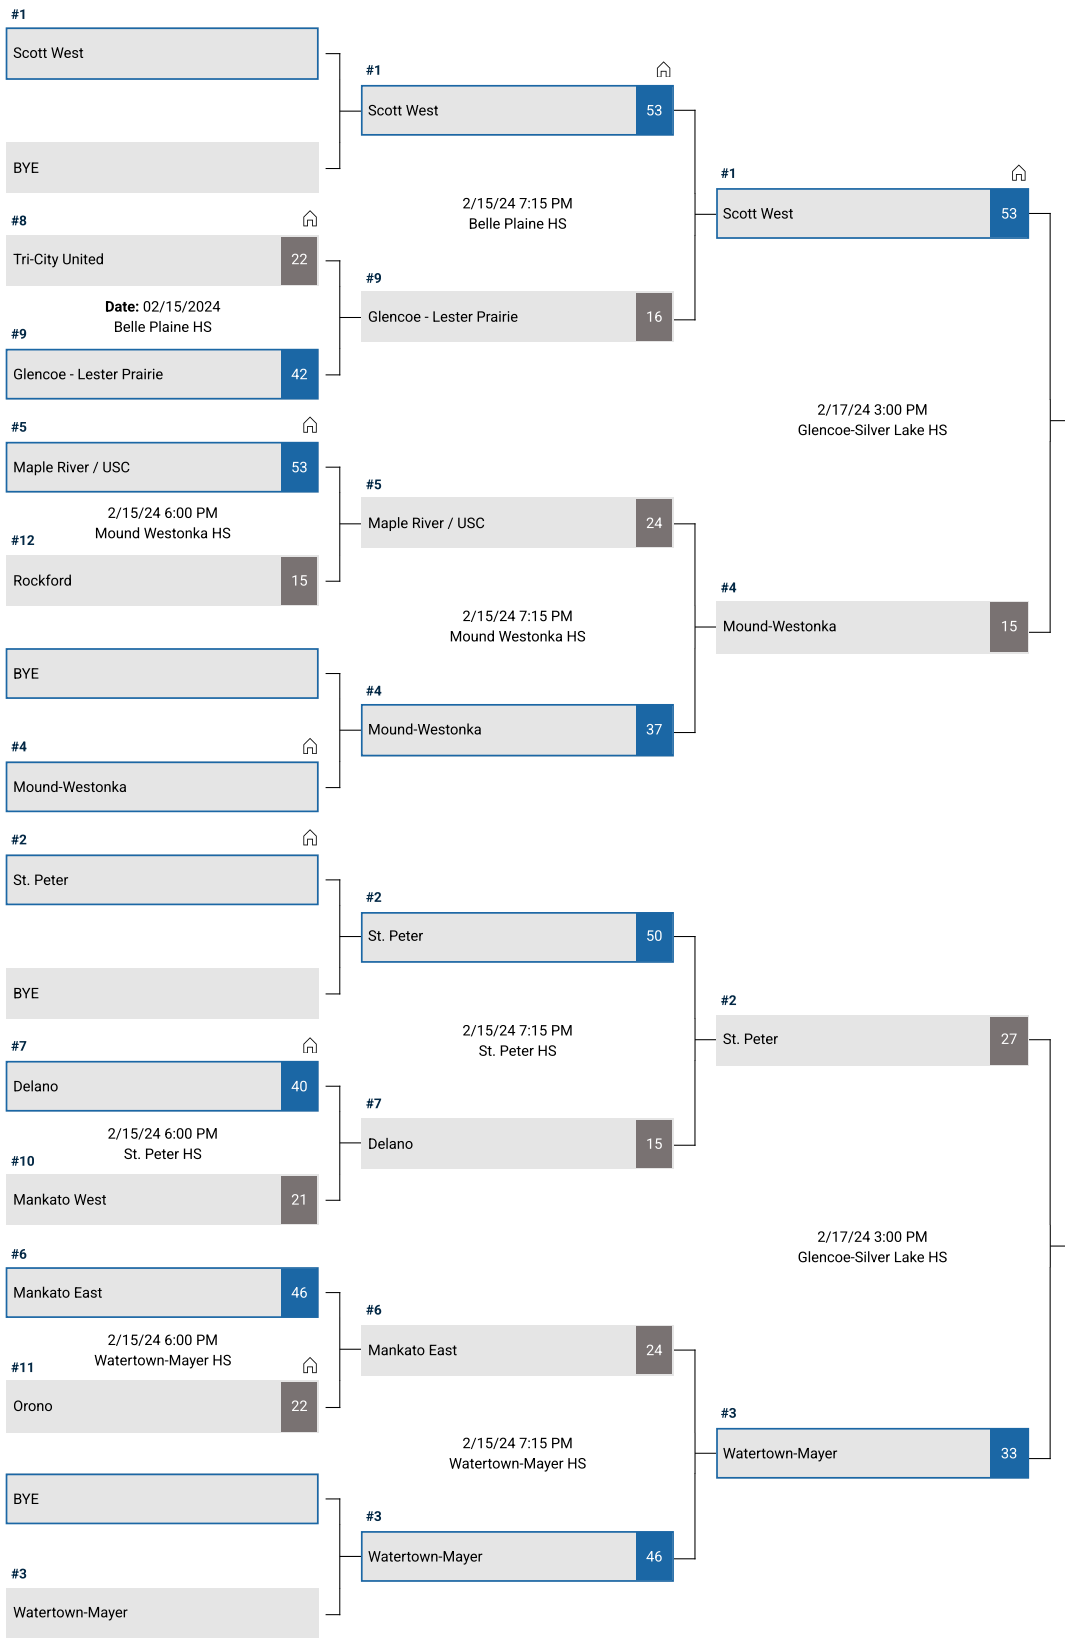 #1
Scott West
BYE
#8
Tri-City United
22
Date: 02/15/2024
Belle Plaine HS
#9
Glencoe - Lester Prairie
42
#5
Maple River / USC
53
2/15/24 6:00 PM
Mound Westonka HS
#12
Rockford
15
BYE
#4
Mound-Westonka
#2
St. Peter
BYE
#7
Delano
40
2/15/24 6:00 PM
St. Peter HS
#10
Mankato West
21
#6
Mankato East
46
2/15/24 6:00 PM
Watertown-Mayer HS
#11
Orono
22
BYE
#3
Watertown-Mayer
#1
Scott West
53
2/15/24 7:15 PM
Belle Plaine HS
#9
Glencoe - Lester Prairie
16
#5
Maple River / USC
24
2/15/24 7:15 PM
Mound Westonka HS
#4
Mound-Westonka
37
#2
St. Peter
50
2/15/24 7:15 PM
St. Peter HS
#7
Delano
15
#6
Mankato East
24
2/15/24 7:15 PM
Watertown-Mayer HS
#3
Watertown-Mayer
46
#1
Scott West
53
2/17/24 3:00 PM
Glencoe-Silver Lake HS
#4
Mound-Westonka
15
#2
St. Peter
27
2/17/24 3:00 PM
Glencoe-Silver Lake HS
#3
Watertown-Mayer
33